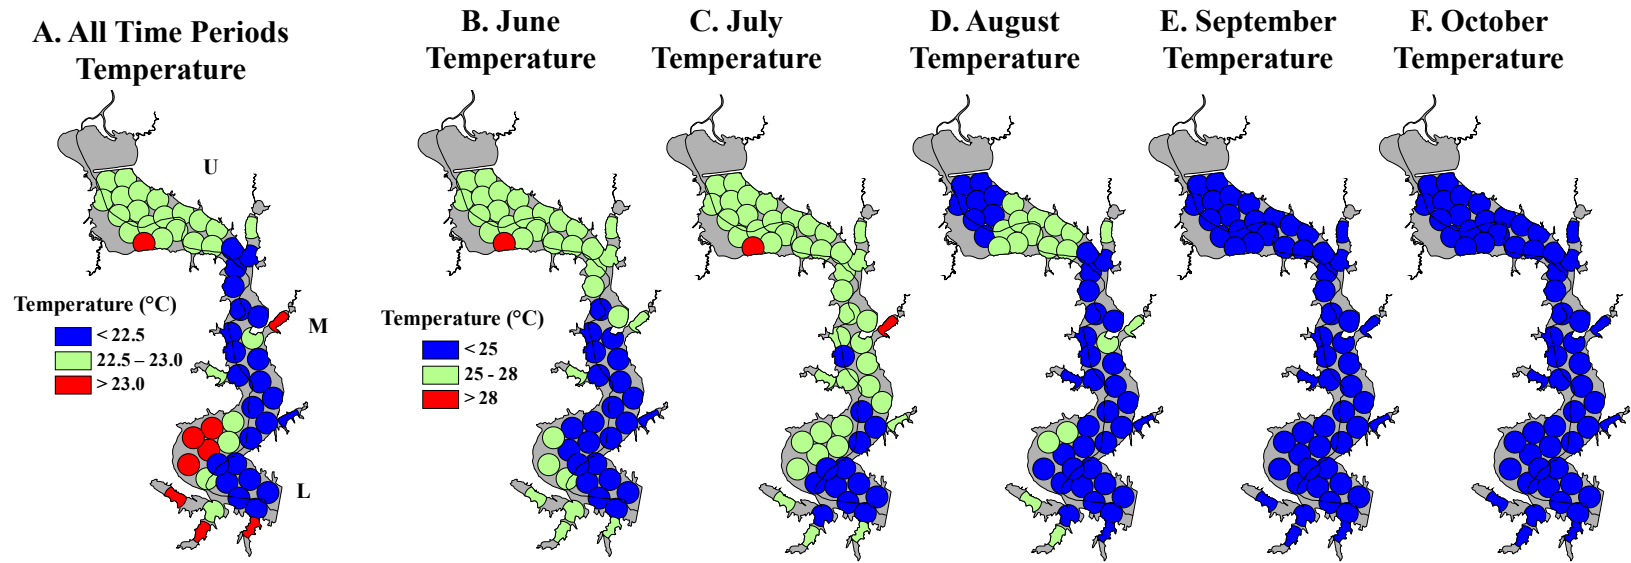 A. All Time Periods
Temperature
B. June
Temperature
C. July
Temperature
D. August
Temperature
E. September
Temperature
F. October
Temperature
U
M
L
Temperature (°C)
< 22.5
22.5 – 23.0
> 23.0
Temperature (°C)
< 25
25 - 28
> 28